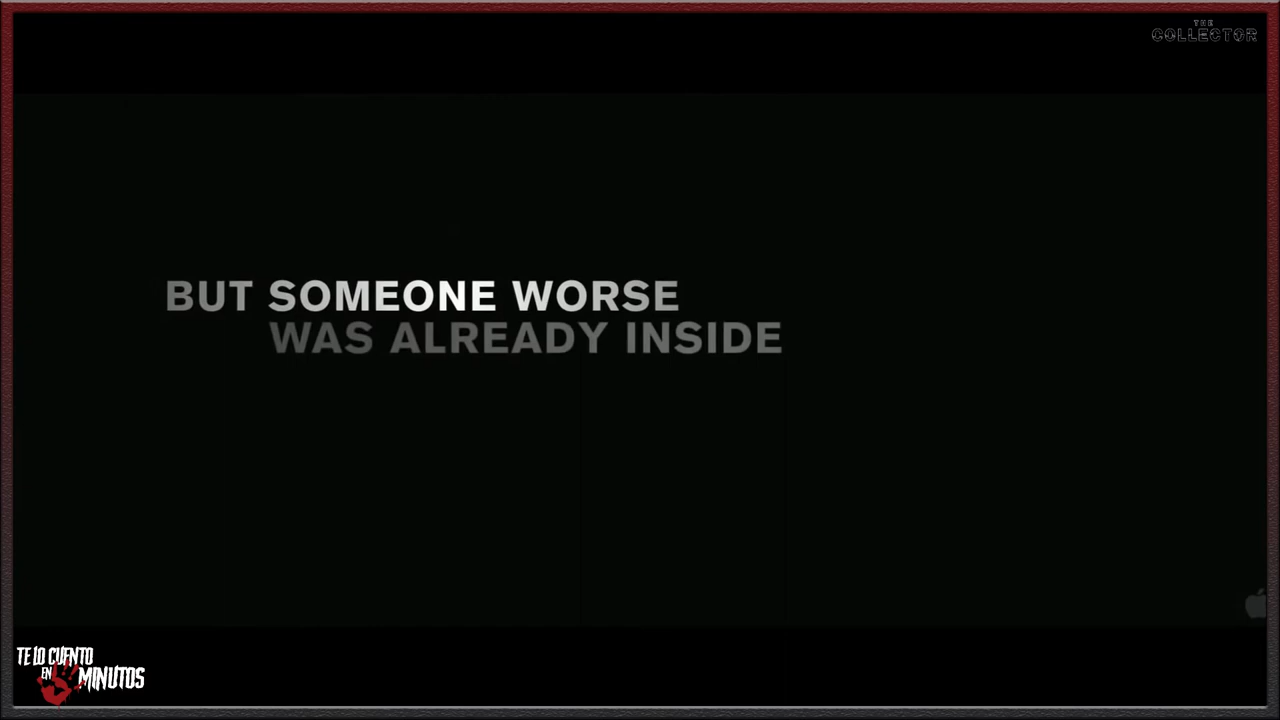 THE
COLLECTOR
BUT SOMEONE WORSE
WAS ALREADY INSIDE
TE LO CUENTO
EN MINUTOS